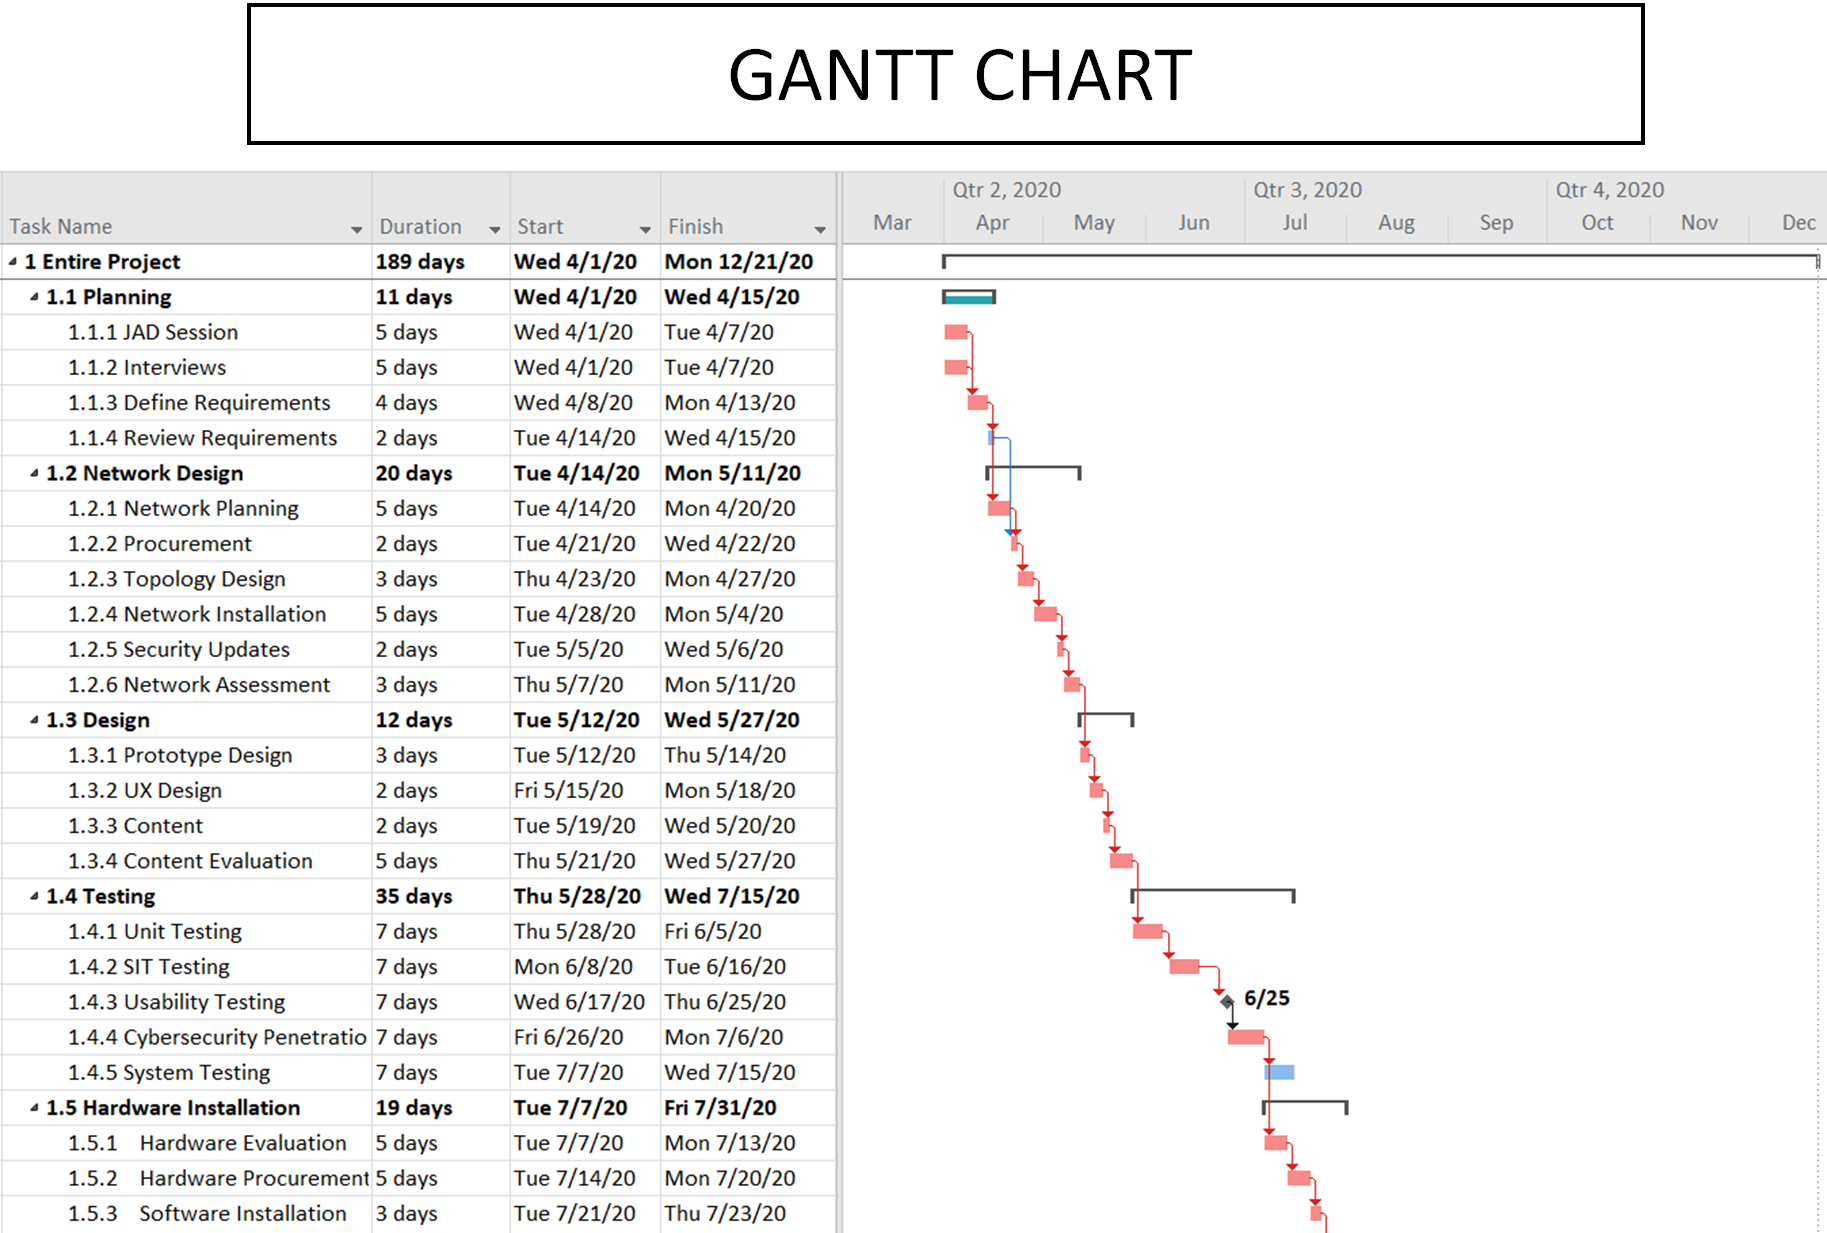 GANTT CHART
Qtr 2, 2020 Qtr 3, 2020 Qtr 4, 2020
Task Name Duration Start Finish Mar Apr May Jun Jul Aug Sep Oct Nov Dec
1 Entire Project 189 days Wed 4/1/20 Mon 12/21/20
1.1 Planning 11 days Wed 4/1/20 Wed 4/15/20
1.1.1 JAD Session 5 days Wed 4/1/20 Tue 4/7/20
1.1.2 Interviews 5 days Wed 4/1/20 Tue 4/7/20
1.1.3 Define Requirements 4 days Wed 4/8/20 Mon 4/13/20
1.1.4 Review Requirements 2 days Tue 4/14/20 Wed 4/15/20
1.2 Network Design 20 days Tue 4/14/20 Mon 5/11/20
1.2.1 Network Planning 5 days Tue 4/14/20 Mon 4/20/20
1.2.2 Procurement 2 days Tue 4/21/20 Wed 4/22/20
1.2.3 Topology Design 3 days Thu 4/23/20 Mon 4/27/20
1.2.4 Network Installation 5 days Tue 4/28/20 Mon 5/4/20
1.2.5 Security Updates 2 days Tue 5/5/20 Wed 5/6/20
1.2.6 Network Assessment 3 days Thu 5/7/20 Mon 5/11/20
1.3 Design 12 days Tue 5/12/20 Wed 5/27/20
1.3.1 Prototype Design 3 days Tue 5/12/20 Thu 5/14/20
1.3.2 UX Design 2 days Fri 5/15/20 Mon 5/18/20
1.3.3 Content 2 days Tue 5/19/20 Wed 5/20/20
1.3.4 Content Evaluation 5 days Thu 5/21/20 Wed 5/27/20
1.4 Testing 35 days Thu 5/28/20 Wed 7/15/20
1.4.1 Unit Testing 7 days Thu 5/28/20 Fri 6/5/20
1.4.2 SIT Testing 7 days Mon 6/8/20 Tue 6/16/20
1.4.3 Usability Testing 7 days Wed 6/17/20 Thu 6/25/20 6/25
1.4.4 Cybersecurity Penetratio 7 days Fri 6/26/20 Mon 7/6/20
1.4.5 System Testing 7 days Tue 7/7/20 Wed 7/15/20
1.5 Hardware Installation 19 days Tue 7/7/20 Fri 7/31/20
1.5.1 Hardware Evaluation 5 days Tue 7/7/20 Mon 7/13/20
1.5.2 Hardware Procurement 5 days Tue 7/14/20 Mon 7/20/20
1.5.3 Software Installation 3 days Tue 7/21/20 Thu 7/23/20